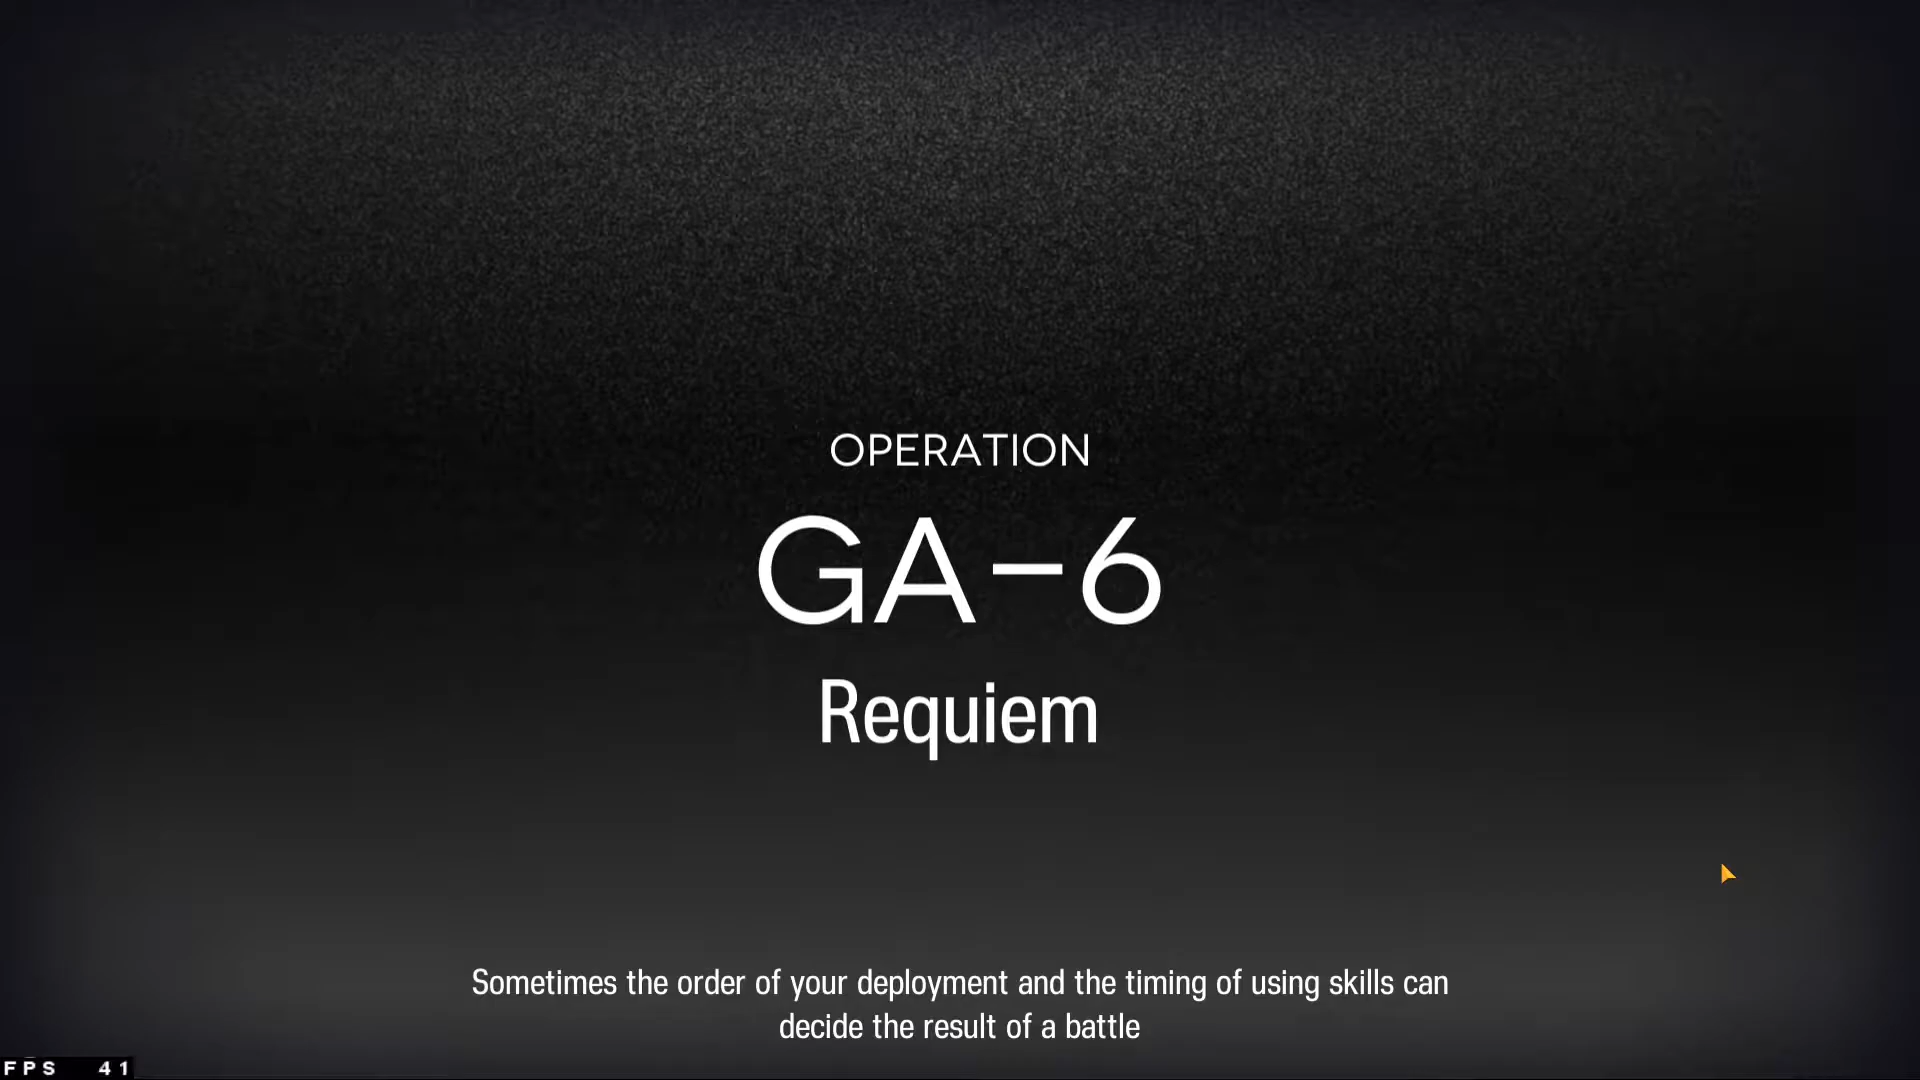 OPERATION
GA-6
Requiem
Sometimes the order of your deployment and the timing of using skills can
decide the result of a battle
FPS 41